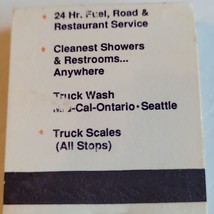 • 24 Hr. Fuel, Road &
Restaurant Service
• Cleanest Showers
& Restrooms...
Anywhere
Truck Wash
-Cal-Ontario•Seattle
• Truck Scales
(All Stops)